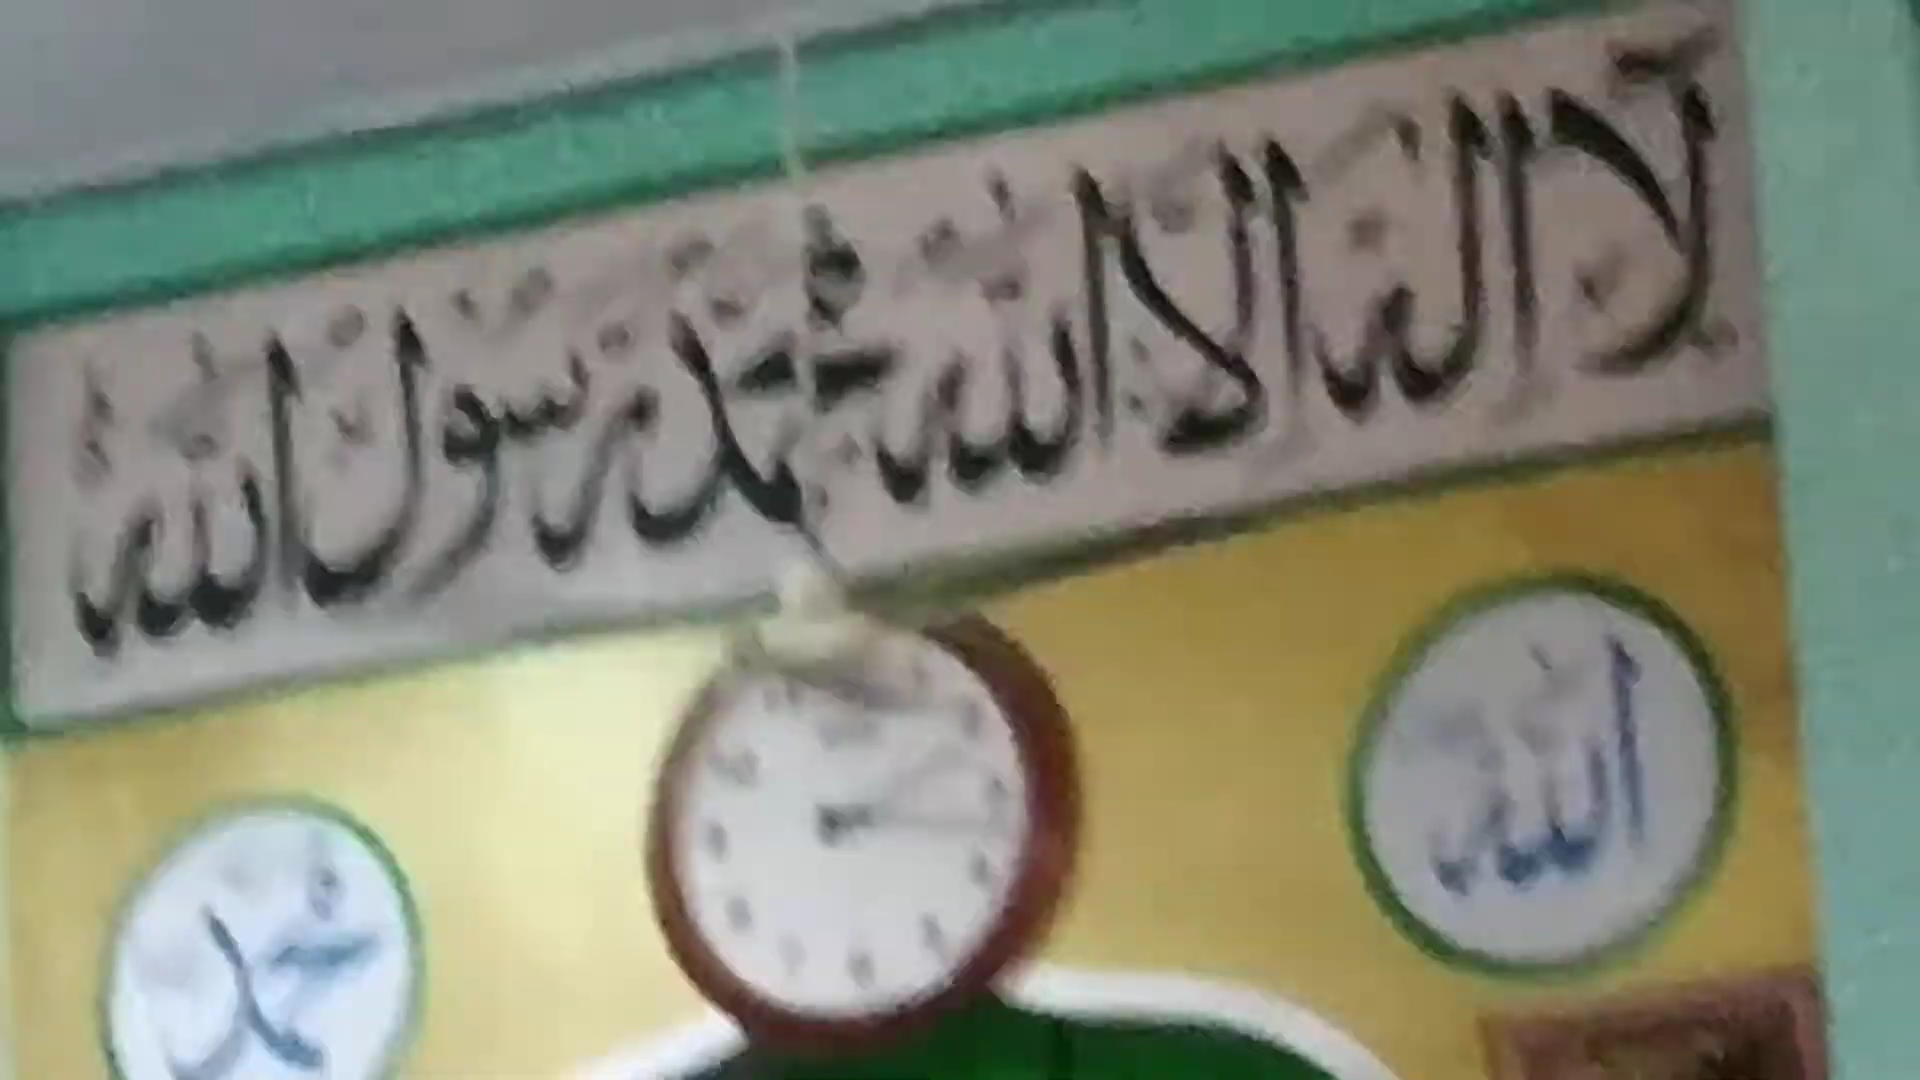 لا اله الا الله محمد رسول الله
الله
محمد